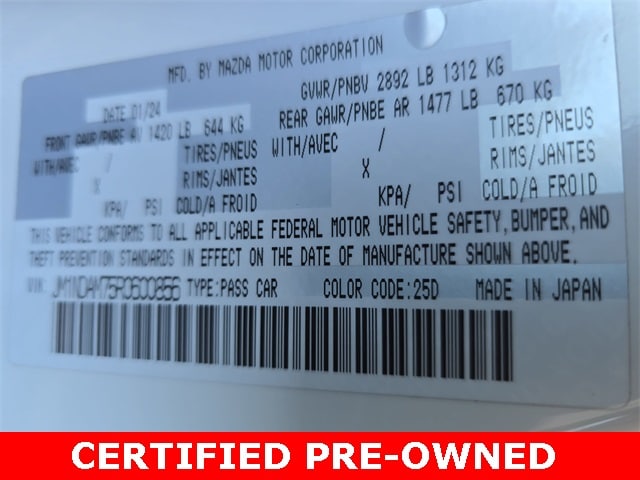 MFD. BY MAZDA MOTOR CORPORATION
DATE 01/24 GVWR/PNBV 2892 LB 1312 KG
FRONT GAWR/PNBE AV 1420 LB 644 KG REAR GAWR/PNBE AR 1477 LB 670 KG
WITH/AVEC / TIRES/PNEUS WITH/AVEC / TIRES/PNEUS
X RIMS/JANTES X RIMS/JANTES
KPA/ PSI COLD/A FROID KPA/ PSI COLD/A FROID
THIS VEHICLE CONFORMS TO ALL APPLICABLE FEDERAL MOTOR VEHICLE SAFETY, BUMPER, AND
THEFT PREVENTION STANDARDS IN EFFECT ON THE DATE OF MANUFACTURE SHOWN ABOVE.
VIN: TYPE:PASS CAR COLOR CODE:25D MADE IN JAPAN
CERTIFIED PRE-OWNED